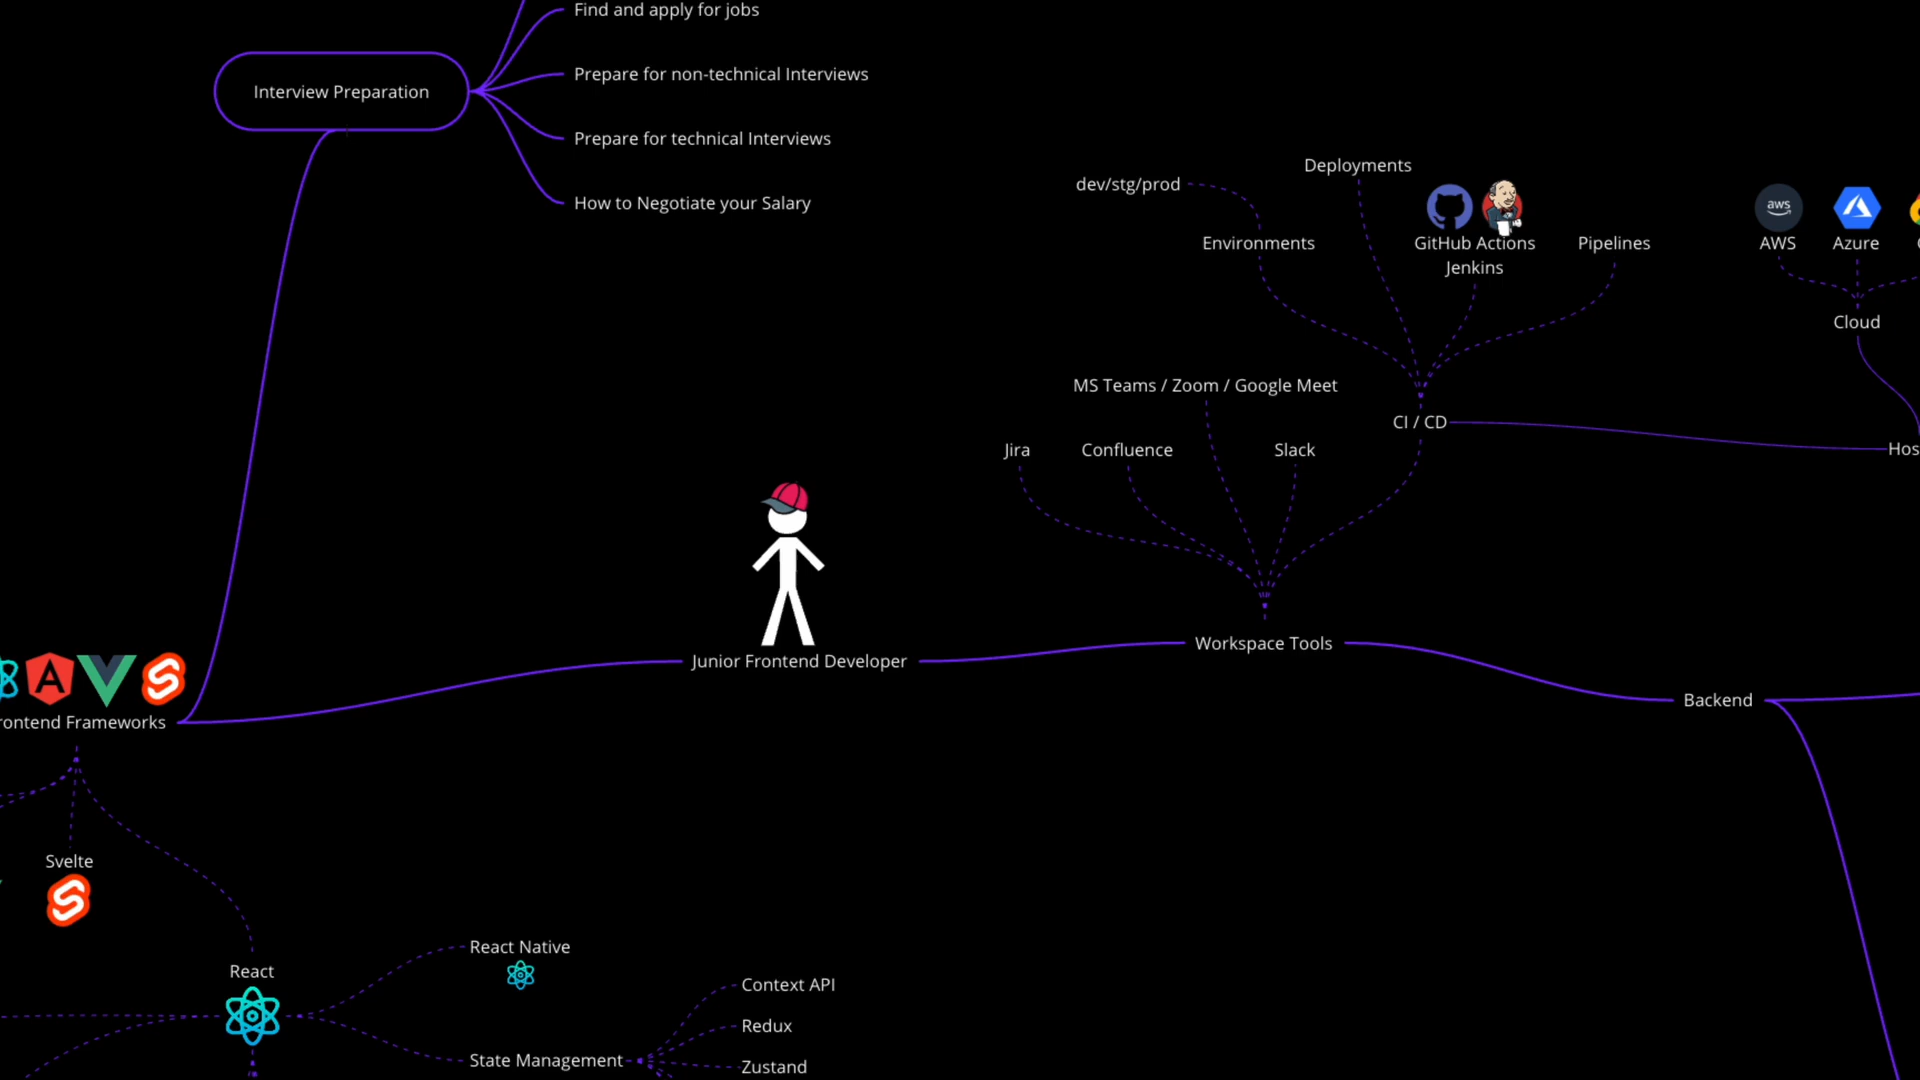 Find and apply for jobs
Interview Preparation
Prepare for non-technical Interviews
Prepare for technical Interviews
How to Negotiate your Salary
Deployments
dev/stg/prod
aws
Environments
GitHub Actions
Jenkins
Pipelines
AWS
Azure
Cloud
MS Teams / Zoom / Google Meet
CI / CD
Jira
Confluence
Slack
Hos
Workspace Tools
Junior Frontend Developer
Backend
rontend Frameworks
Svelte
React
React Native
Context API
Redux
State Management
Zustand